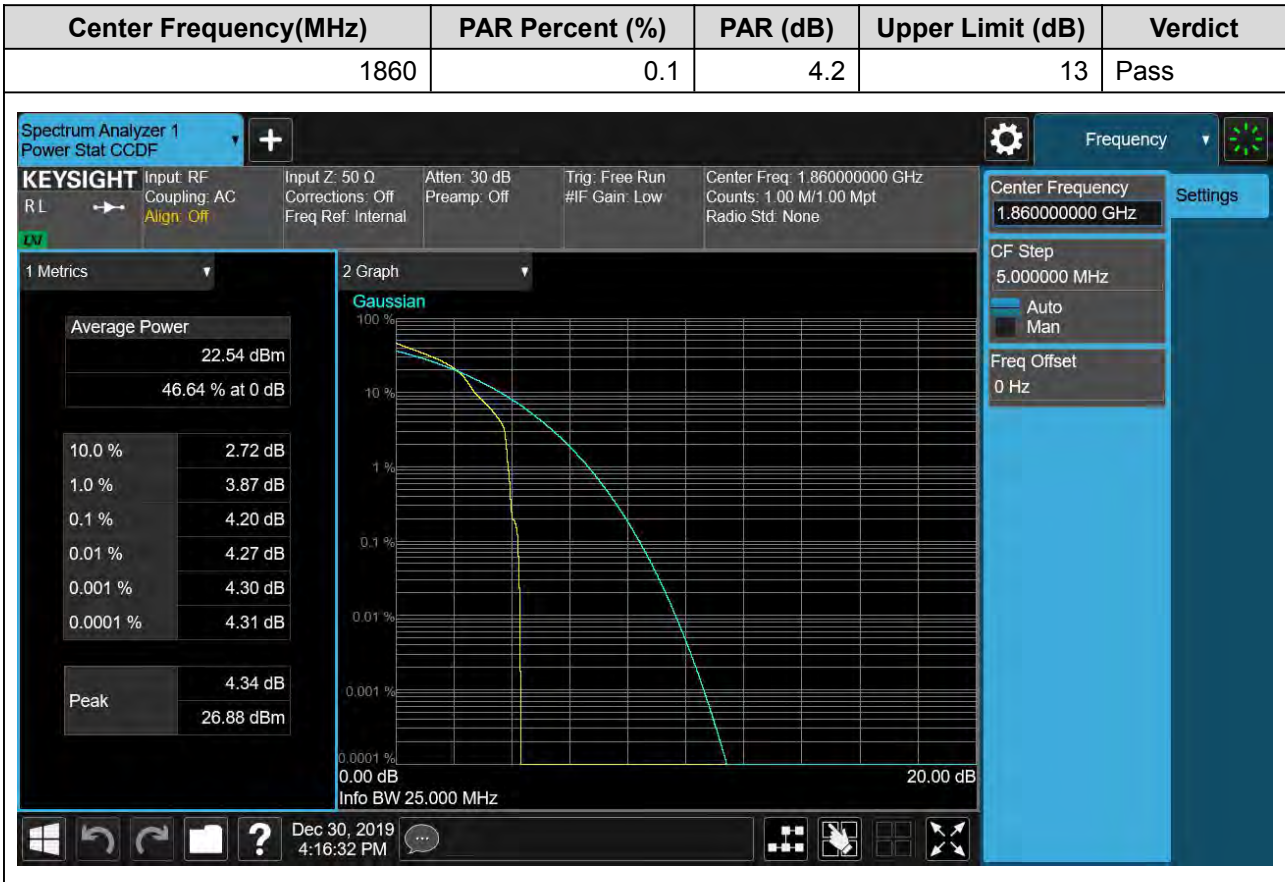 Center Frequency(MHz) PAR Percent (%) PAR (dB) Upper Limit (dB) Verdict
1860 0.1 4.2 13 Pass
Spectrum Analyzer 1
Power Stat CCDF
Frequency
KEYSIGHT
R L
LXI
Input: RF
Coupling: AC
Align: Off
Input Z: 50 Ω
Corrections: Off
Freq Ref: Internal
Atten: 30 dB
Preamp: Off
Trig: Free Run
#IF Gain: Low
Center Freq: 1.860000000 GHz
Counts: 1.00 M/1.00 Mpt
Radio Std: None
Center Frequency
1.860000000 GHz
Settings
CF Step
5.000000 MHz
Auto
Man
Freq Offset
0 Hz
1 Metrics
Average Power
22.54 dBm
46.64 % at 0 dB
10.0 % 2.72 dB
1.0 % 3.87 dB
0.1 % 4.20 dB
0.01 % 4.27 dB
0.001 % 4.30 dB
0.0001 % 4.31 dB
Peak
4.34 dB
26.88 dBm
2 Graph
Gaussian
100 %
10 %
1 %
0.1 %
0.01 %
0.001 %
0.0001 %
0.00 dB 20.00 dB
Info BW 25.000 MHz
?
Dec 30, 2019
4:16:32 PM